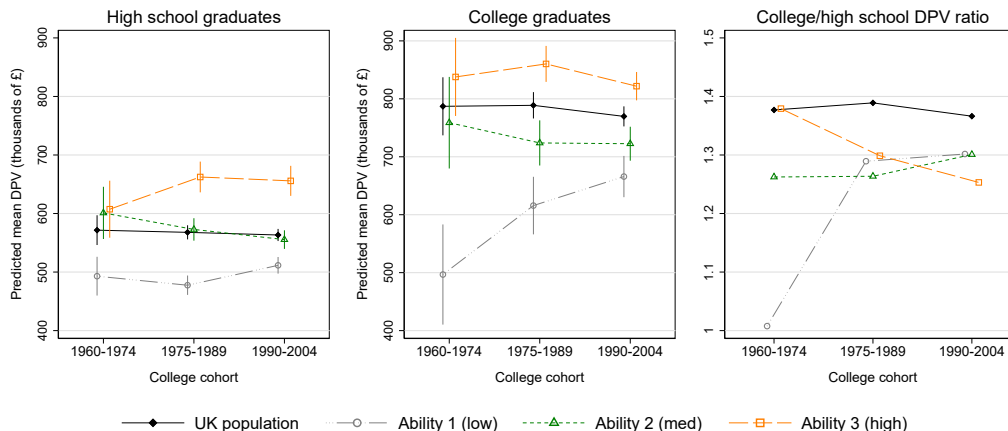 High school graduates
Predicted mean DPV (thousands of £)
900
800
700
600
500
400
1960-1974 1975-1989 1990-2004
College cohort
College graduates
Predicted mean DPV (thousands of £)
900
800
700
600
500
400
1960-1974 1975-1989 1990-2004
College cohort
College/high school DPV ratio
1.5
1.4
1.3
1.2
1.1
1
1960-1974 1975-1989 1990-2004
College cohort
UK population Ability 1 (low) Ability 2 (med) Ability 3 (high)